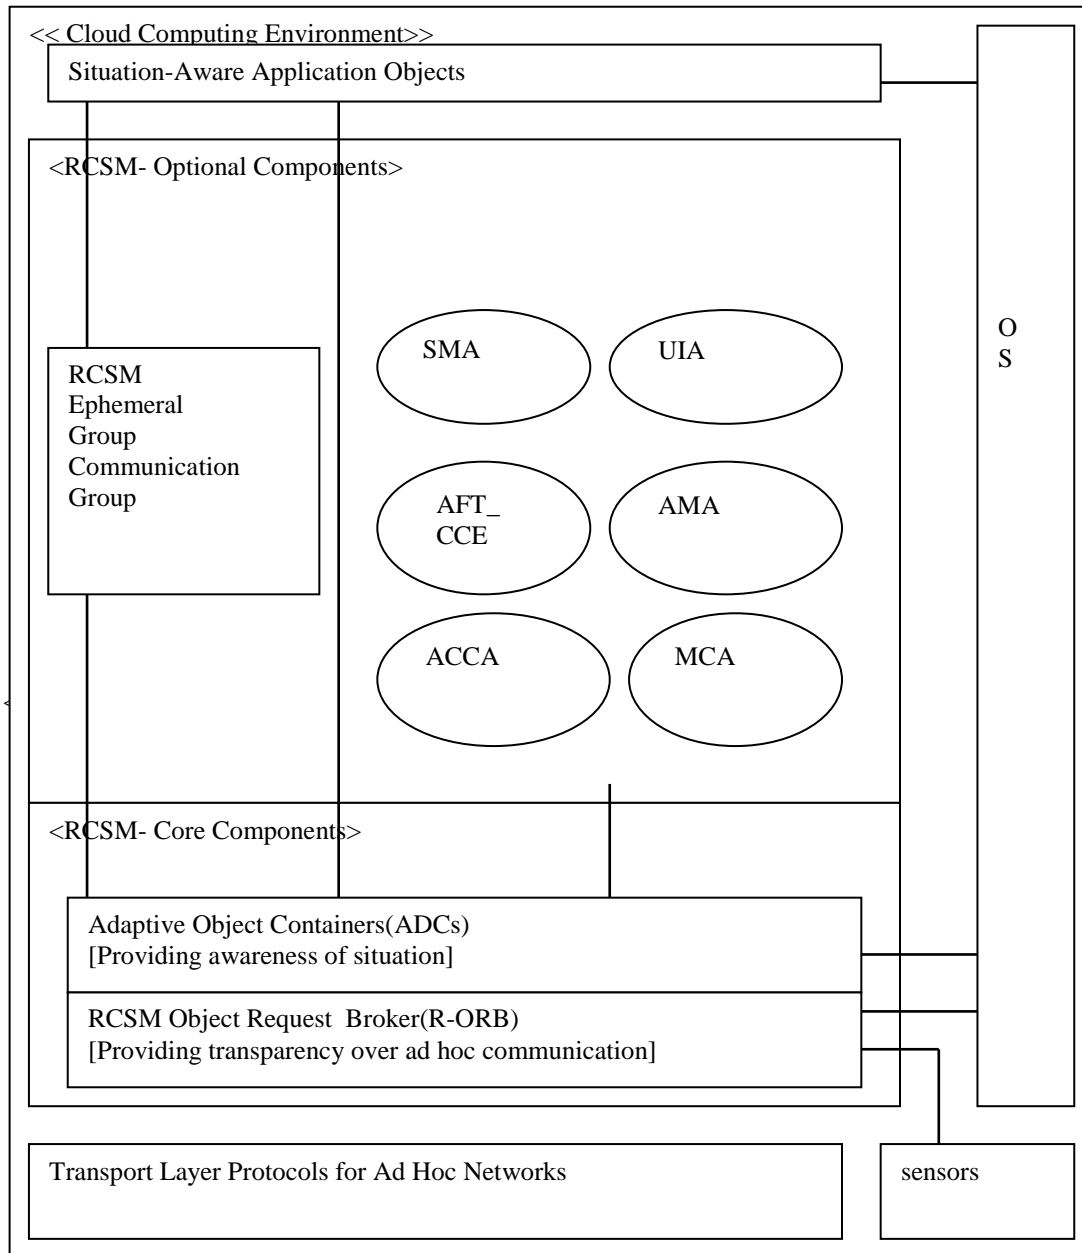 << Cloud Computing Environment>>
Situation-Aware Application Objects
<RCSM- Optional Components>
O
S
SMA
UIA
RCSM
Ephemeral
Group
Communication
Group
AFT_
CCE
AMA
ACCA
MCA
<
<RCSM- Core Components>
Adaptive Object Containers(ADCs)
[Providing awareness of situation]
RCSM Object Request  Broker(R-ORB)
[Providing transparency over ad hoc communication]
Transport Layer Protocols for Ad Hoc Networks
sensors